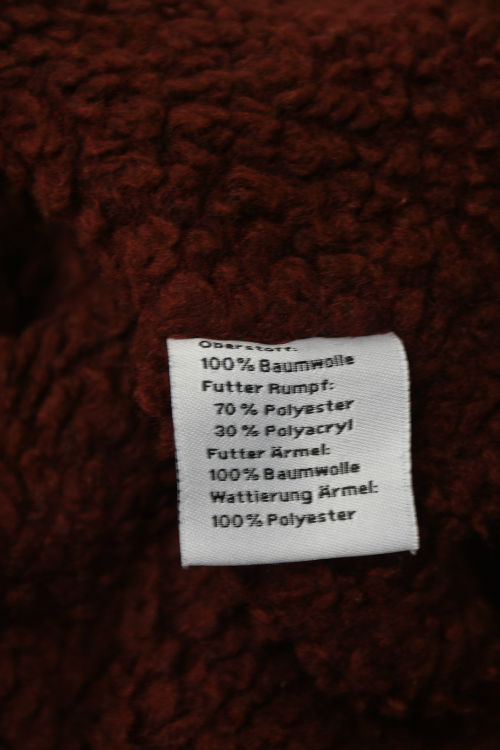 Oberstoff:
100% Baumwolle
Futter Rumpf:
70 % Polyester
30 % Polyacryl
Futter Ärmel:
100% Baumwolle
Wattierung Ärmel:
100% Polyester